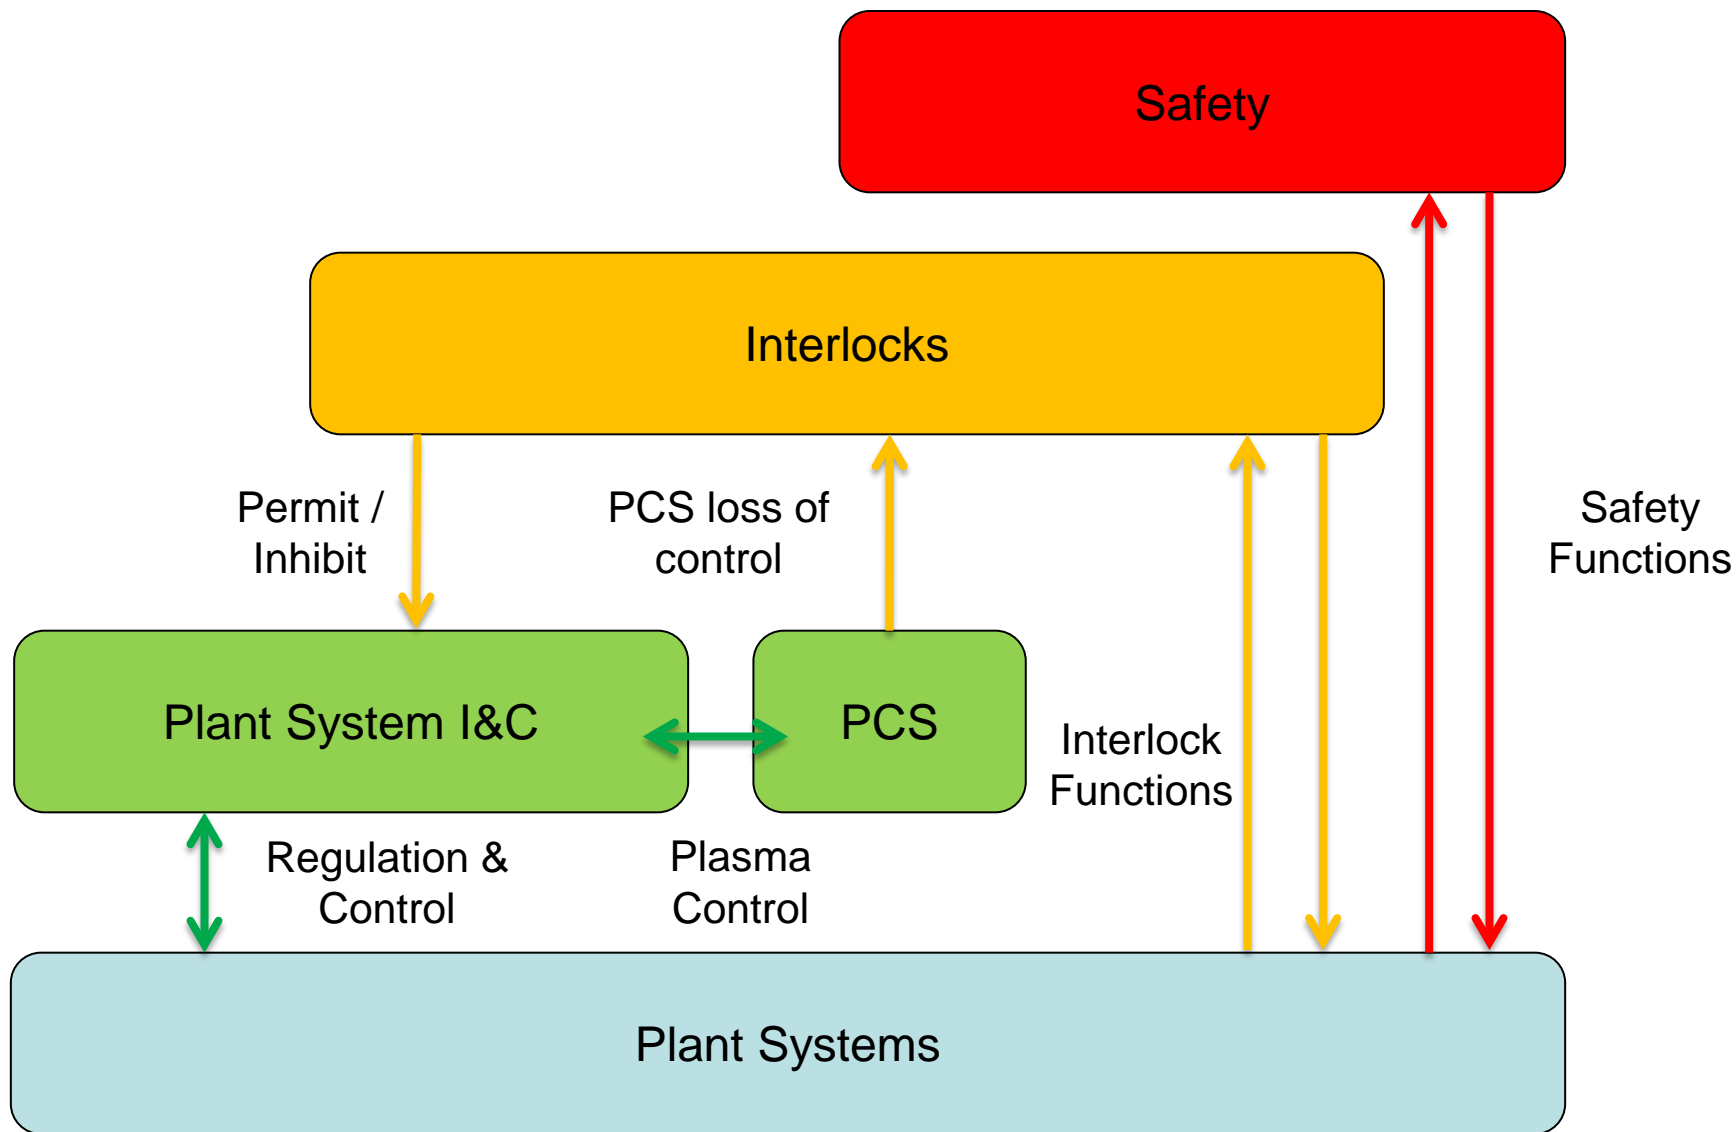 Safety
Interlocks
Permit /
Inhibit
PCS loss of
control
Safety
Functions
Plant System I&C
PCS
Interlock
Functions
Regulation &
Control
Plasma
Control
Plant Systems